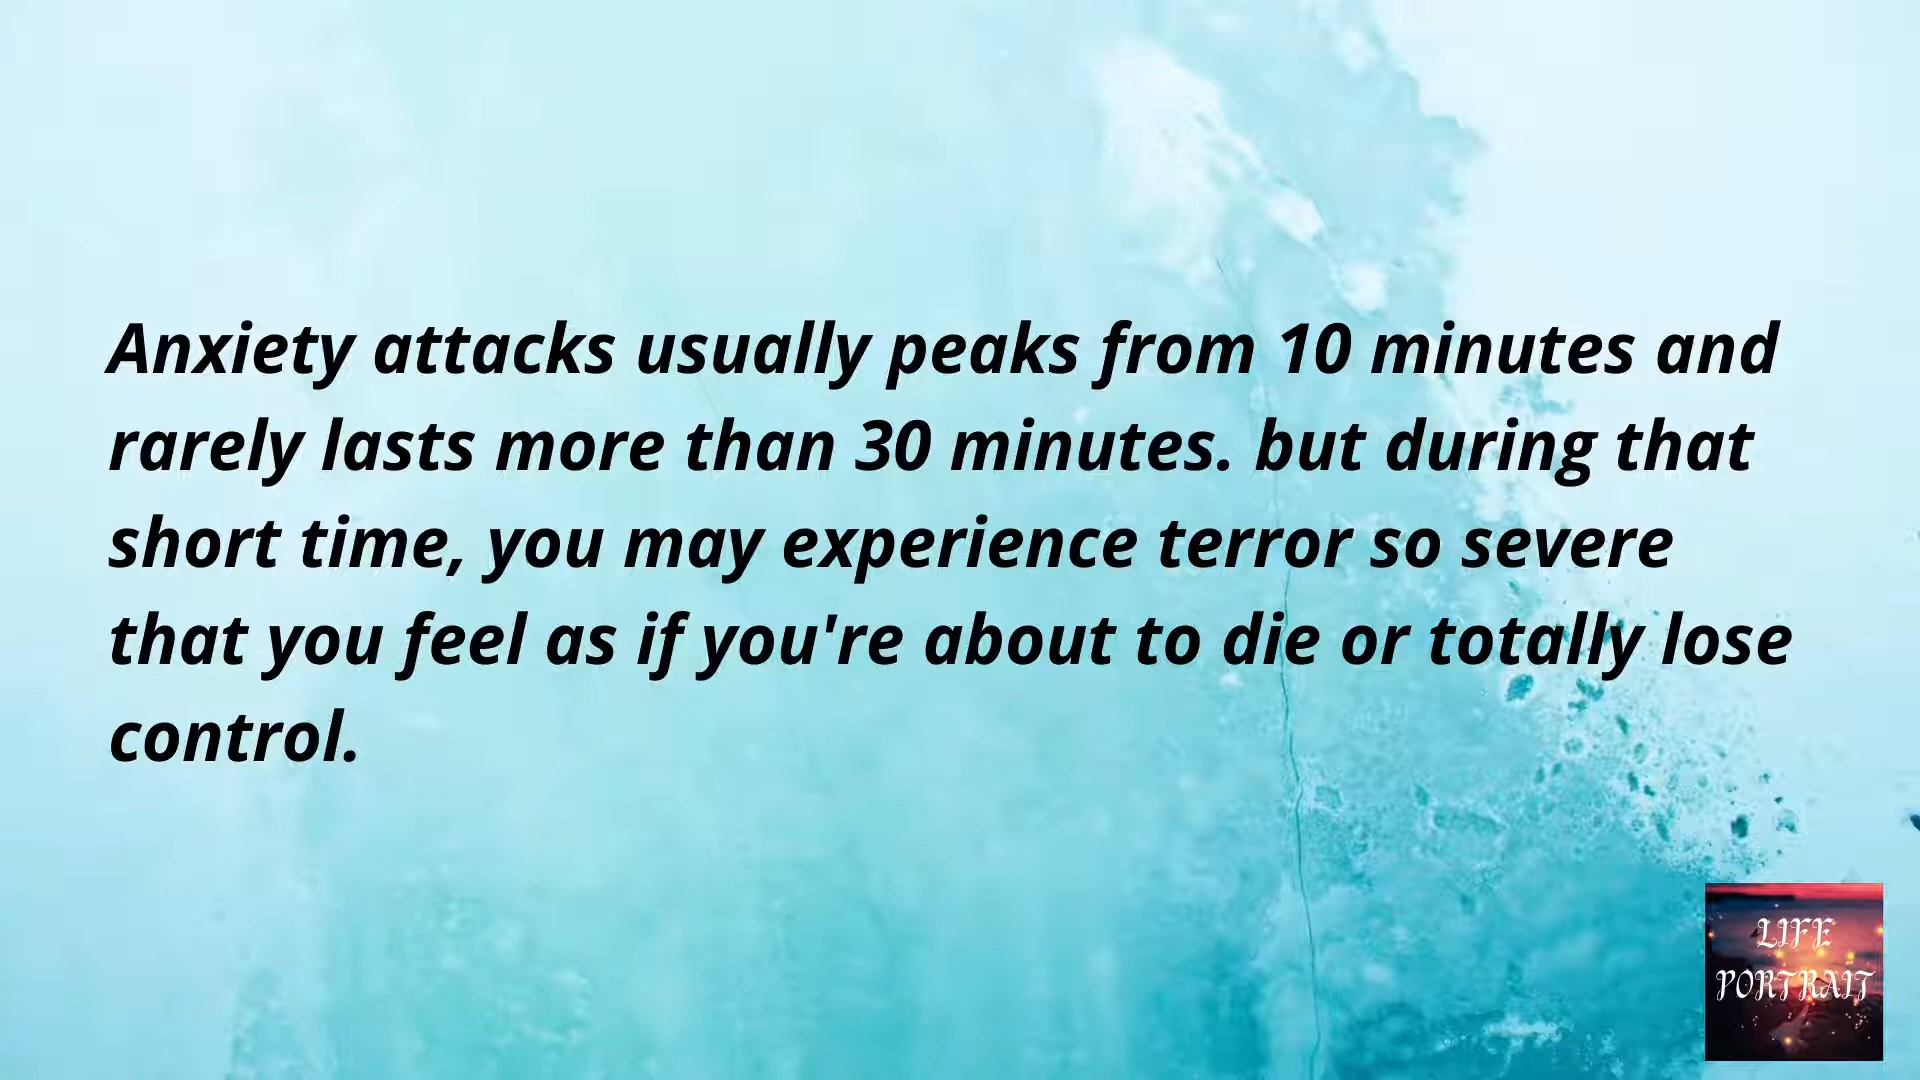 Anxiety attacks usually peaks from 10 minutes and
rarely lasts more than 30 minutes. but during that
short time, you may experience terror so severe
that you feel as if you're about to die or totally lose
control.
LIFE
PORTRAIT